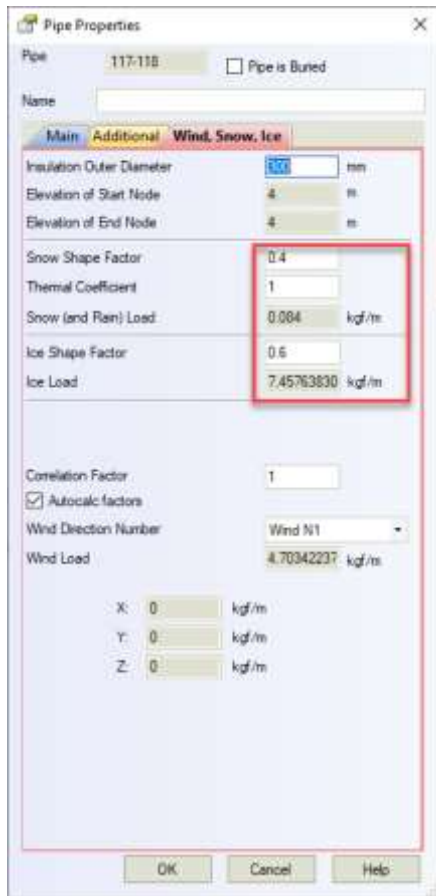 Pipe Properties
Pipe 117-118 Pipe is Buried
Name
Main Additional Wind, Snow, Ice
Insulation Outer Diameter 300 mm
Elevation of Start Node 4 m
Elevation of End Node 4 m
Snow Shape Factor 0.4
Thermal Coefficient 1
Snow (and Rain) Load 0.084 kgf/m
Ice Shape Factor 0.6
Ice Load 7.45763830 kgf/m
Correlation Factor 1
Autocalc factors
Wind Direction Number Wind N1
Wind Load 4.70342237 kgf/m
X: 0 kgf/m
Y: 0 kgf/m
Z: 0 kgf/m
OK Cancel Help